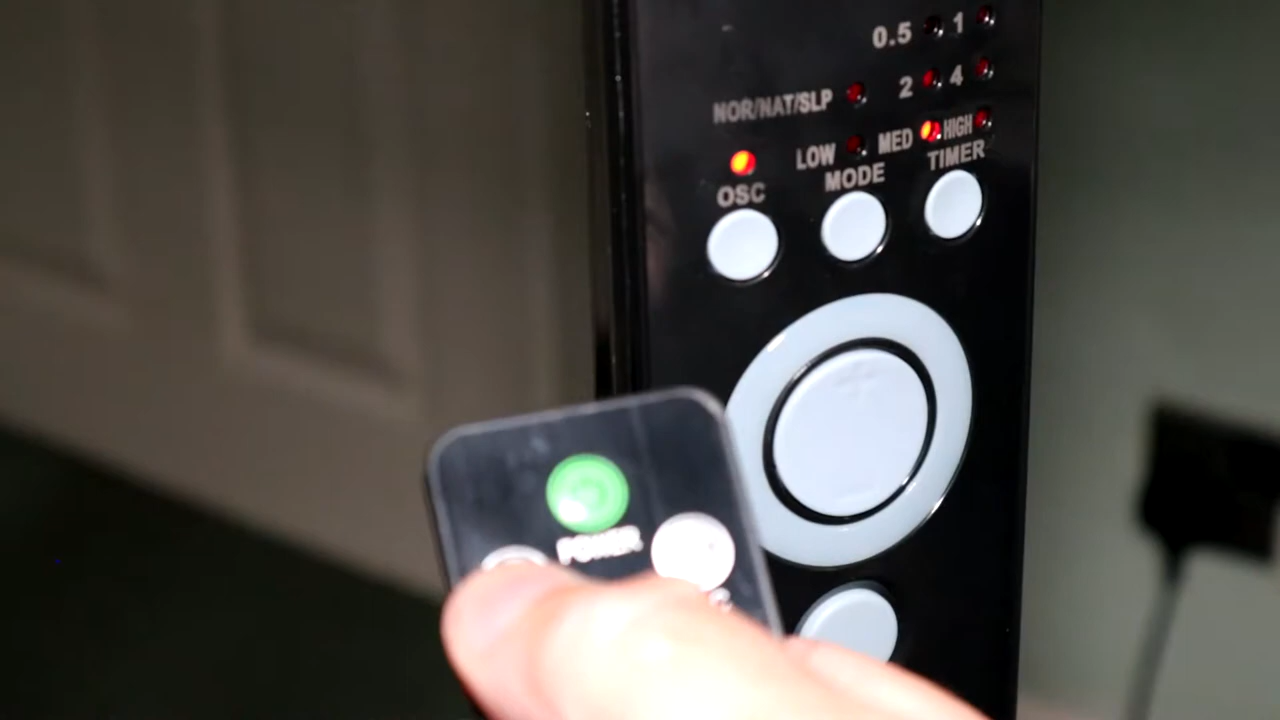 0.5 1
2 4
NOR/NAT/SLP
LOW MED HIGH
OSC MODE TIMER
POWER